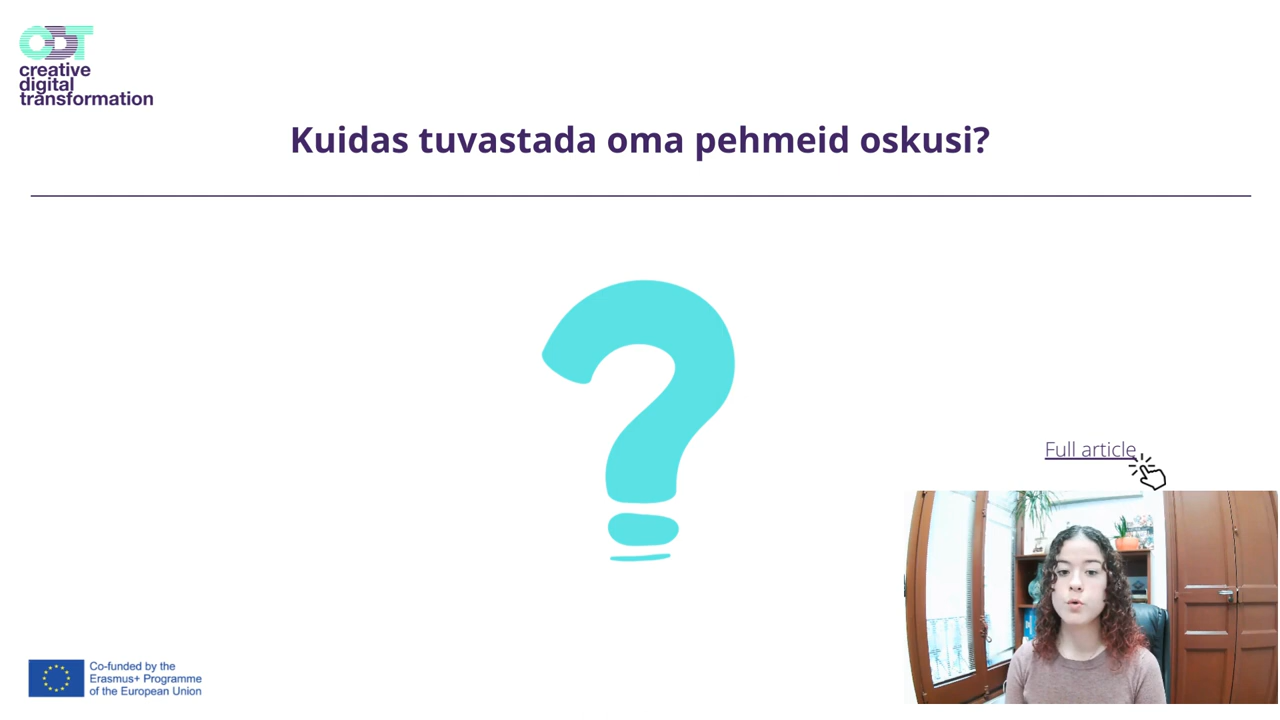 CDT
creative
digital
transformation
Kuidas tuvastada oma pehmeid oskusi?
?
Full article
Co-funded by the
Erasmus+ Programme
of the European Union